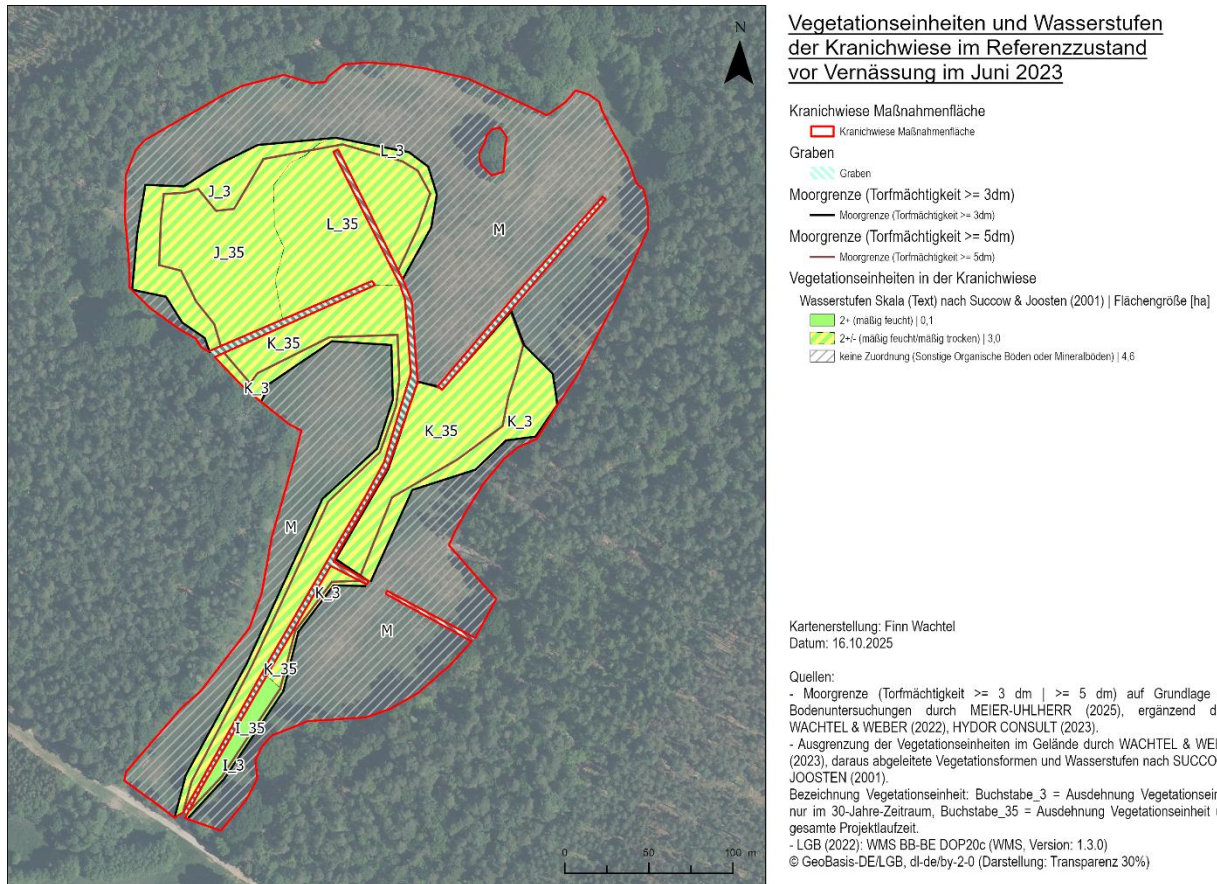 Vegetationseinheiten und Wasserstufen
der Kranichwiese im Referenzzustand
vor Vernässung im Juni 2023
Kranichwiese Maßnahmenfläche
Kranichwiese Maßnahmenfläche
Graben
Graben
Moorgrenze (Torfmächtigkeit >= 3dm)
Moorgrenze (Torfmächtigkeit >= 3dm)
Moorgrenze (Torfmächtigkeit >= 5dm)
Moorgrenze (Torfmächtigkeit >= 5dm)
Vegetationseinheiten in der Kranichwiese
Wasserstufen Skala (Text) nach Succow & Joosten (2001) | Flächengröße [ha]
2+ (mäßig feucht) | 0,1
2+/- (mäßig feucht/mäßig trocken) | 3,0
keine Zuordnung (Sonstige Organische Böden oder Mineralböden) | 4,6
N
L_3
J_3
L_35
M
J_35
K_35
K_3
K_35
K_3
M
K_3
M
K_35
I_35
I_3
0 50 100 m
Kartenerstellung: Finn Wachtel
Datum: 16.10.2025
Quellen:
- Moorgrenze (Torfmächtigkeit >= 3 dm | >= 5 dm) auf Grundlage
Bodenuntersuchungen durch MEIER-UHLHERR (2025), ergänzend d
WACHTEL & WEBER (2022), HYDOR CONSULT (2023).
- Ausgrenzung der Vegetationseinheiten im Gelände durch WACHTEL & WE
(2023), daraus abgeleitete Vegetationsformen und Wasserstufen nach SUCCO
JOOSTEN (2001).
Bezeichnung Vegetationseinheit: Buchstabe_3 = Ausdehnung Vegetationsein
nur im 30-Jahre-Zeitraum, Buchstabe_35 = Ausdehnung Vegetationseinheit
gesamte Projektlaufzeit.
- LGB (2022): WMS BB-BE DOP20c (WMS, Version: 1.3.0)
© GeoBasis-DE/LGB, dl-de/by-2-0 (Darstellung: Transparenz 30%)